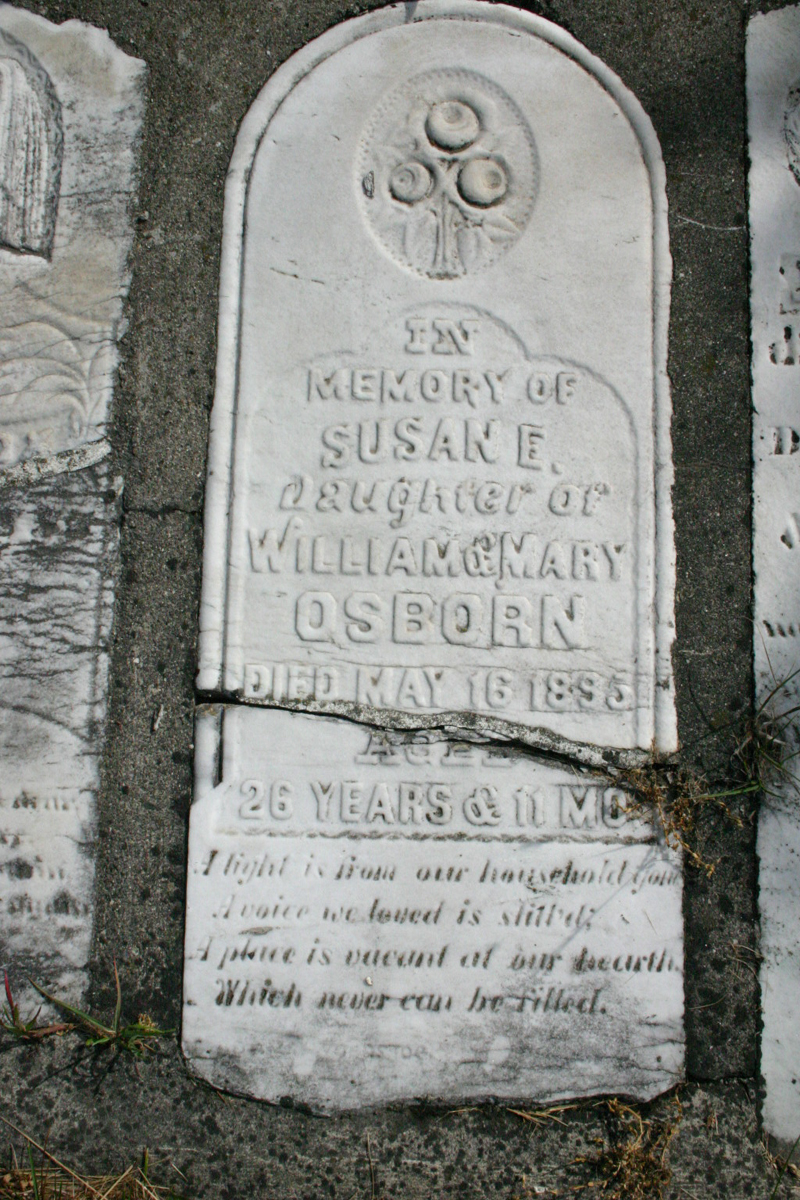 IN
MEMORY OF
SUSAN E.
Daughter of
WILLIAM & MARY
OSBORN
DIED MAY 16 1895
AGED
26 YEARS & 11 MO
A light is from our household gone
A voice we loved is still'd;
A place is vacant at our hearth,
Which never can be filled.